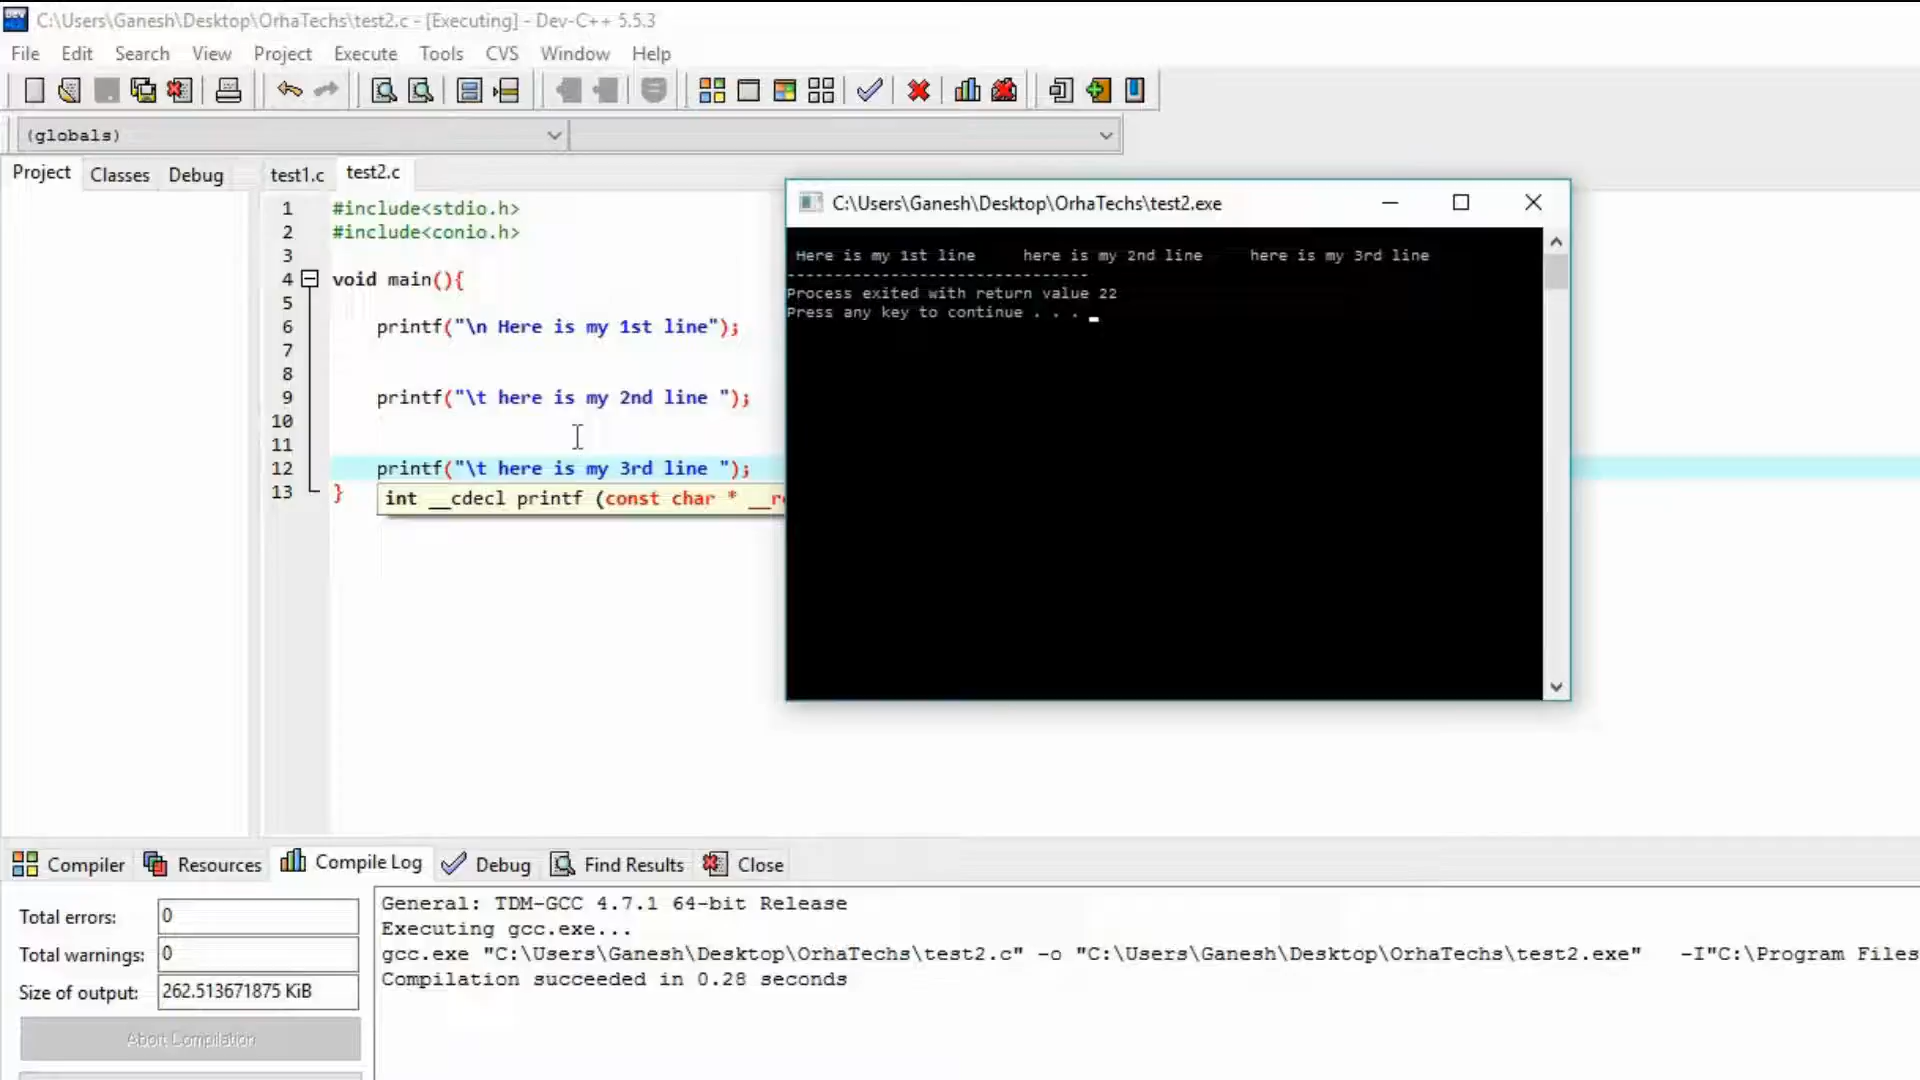 C:\Users\Ganesh\Desktop\OrhaTechs\test2.c - [Executing] - Dev-C++ 5.5.3
File Edit Search View Project Execute Tools CVS Window Help
(globals)
Project Classes Debug test1.c test2.c
1 #include<stdio.h>
2 #include<conio.h>
3
4 void main(){
5
6 printf("\n Here is my 1st line");
7
8
9 printf("\t here is my 2nd line ");
10
11
12 printf("\t here is my 3rd line ");
13 }
int __cdecl printf (const char * __r
C:\Users\Ganesh\Desktop\OrhaTechs\test2.exe
Here is my 1st line here is my 2nd line here is my 3rd line
--------------------------------
Process exited with return value 22
Press any key to continue . . .
Compiler Resources Compile Log Debug Find Results Close
Total errors: 0
Total warnings: 0
Size of output: 262.513671875 KiB
Abort Compilation
General: TDM-GCC 4.7.1 64-bit Release
Executing gcc.exe...
gcc.exe "C:\Users\Ganesh\Desktop\OrhaTechs\test2.c" -o "C:\Users\Ganesh\Desktop\OrhaTechs\test2.exe" -I"C:\Program Files
Compilation succeeded in 0.28 seconds